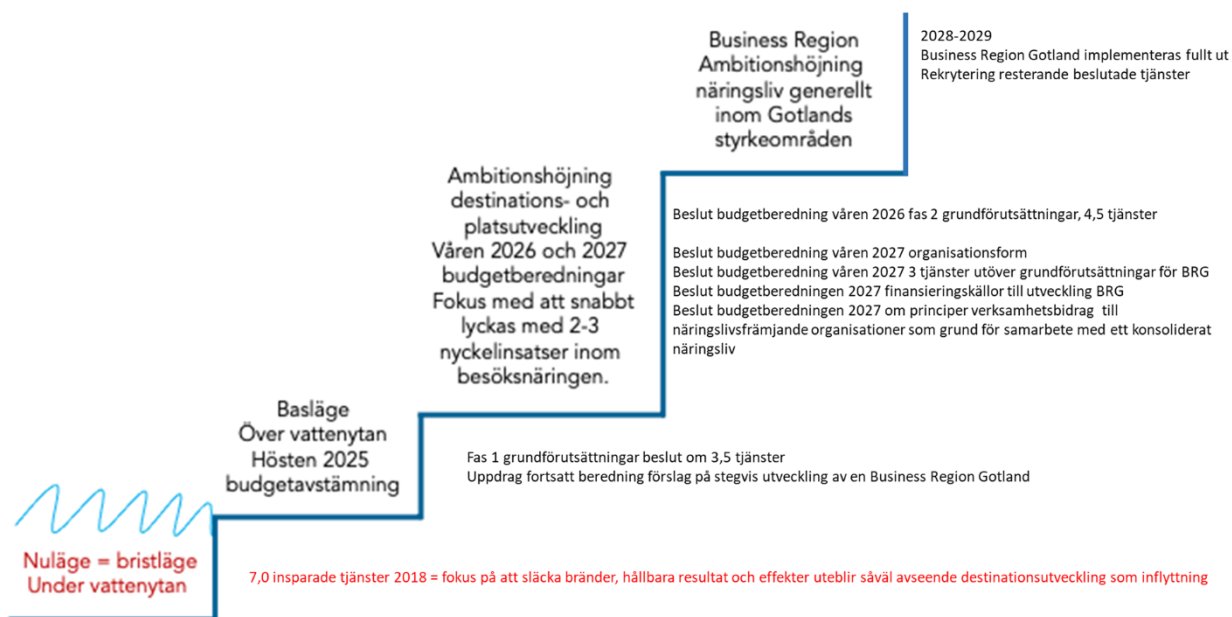 Business Region
Ambitionshöjning
näringsliv generellt
inom Gotlands
styrkeområden
2028-2029
Business Region Gotland implementeras fullt ut
Rekrytering resterande beslutade tjänster
Ambitionshöjning
destinations- och
platsutveckling
Våren 2026 och 2027
budgetberedningar
Fokus med att snabbt
lyckas med 2-3
nyckelinsatser inom
besöksnäringen.
Beslut budgetberedning våren 2026 fas 2 grundförutsättningar, 4,5 tjänster
Beslut budgetberedning våren 2027 organisationsform
Beslut budgetberedning våren 2027 3 tjänster utöver grundförutsättningar för BRG
Beslut budgetberedningen 2027 finansieringskällor till utveckling BRG
Beslut budgetberedningen 2027 om principer verksamhetsbidrag till
näringslivsfrämjande organisationer som grund för samarbete med ett konsoliderat
näringsliv
Basläge
Över vattenytan
Hösten 2025
budgetavstämning
Fas 1 grundförutsättningar beslut om 3,5 tjänster
Uppdrag fortsatt beredning förslag på stegvis utveckling av en Business Region Gotland
Nuläge = bristläge
Under vattenytan
7,0 insparade tjänster 2018 = fokus på att släcka bränder, hållbara resultat och effekter uteblir såväl avseende destinationsutveckling som inflyttning